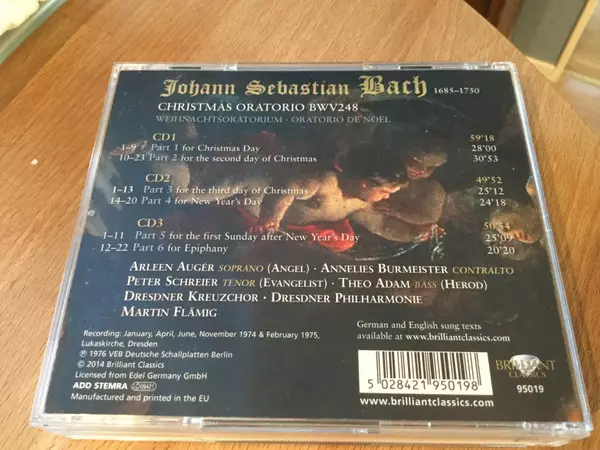 Johann Sebastian Bach 1685–1750
CHRISTMAS ORATORIO BWV248
WEIHNACHTSORATORIUM · ORATORIO DE NOËL
CD1 59'18
1–9 Part 1 for Christmas Day 28'00
10–23 Part 2 for the second day of Christmas 30'53
CD2 49'52
1–13 Part 3 for the third day of Christmas 25'12
14–20 Part 4 for New Year's Day 24'18
CD3 50'54
1–11 Part 5 for the first Sunday after New Year's Day 25'09
12–22 Part 6 for Epiphany 20'20
ARLEEN AUGÉR SOPRANO (ANGEL) · ANNELIES BURMEISTER CONTRALTO
PETER SCHREIER TENOR (EVANGELIST) · THEO ADAM BASS (HEROD)
DRESDNER KREUZCHOR · DRESDNER PHILHARMONIE
MARTIN FLÄMIG
Recording: January, April, June, November 1974 & February 1975,
Lukaskirche, Dresden
℗ 1976 VEB Deutsche Schallplatten Berlin
© 2014 Brilliant Classics
Licensed from Edel Germany GmbH
ADD STEMRA LC 09421
Manufactured and printed in the EU
German and English sung texts
available at www.brilliantclassics.com
5 028421 950198
www.brilliantclassics.com
BRILLIANT
CLASSICS
95019